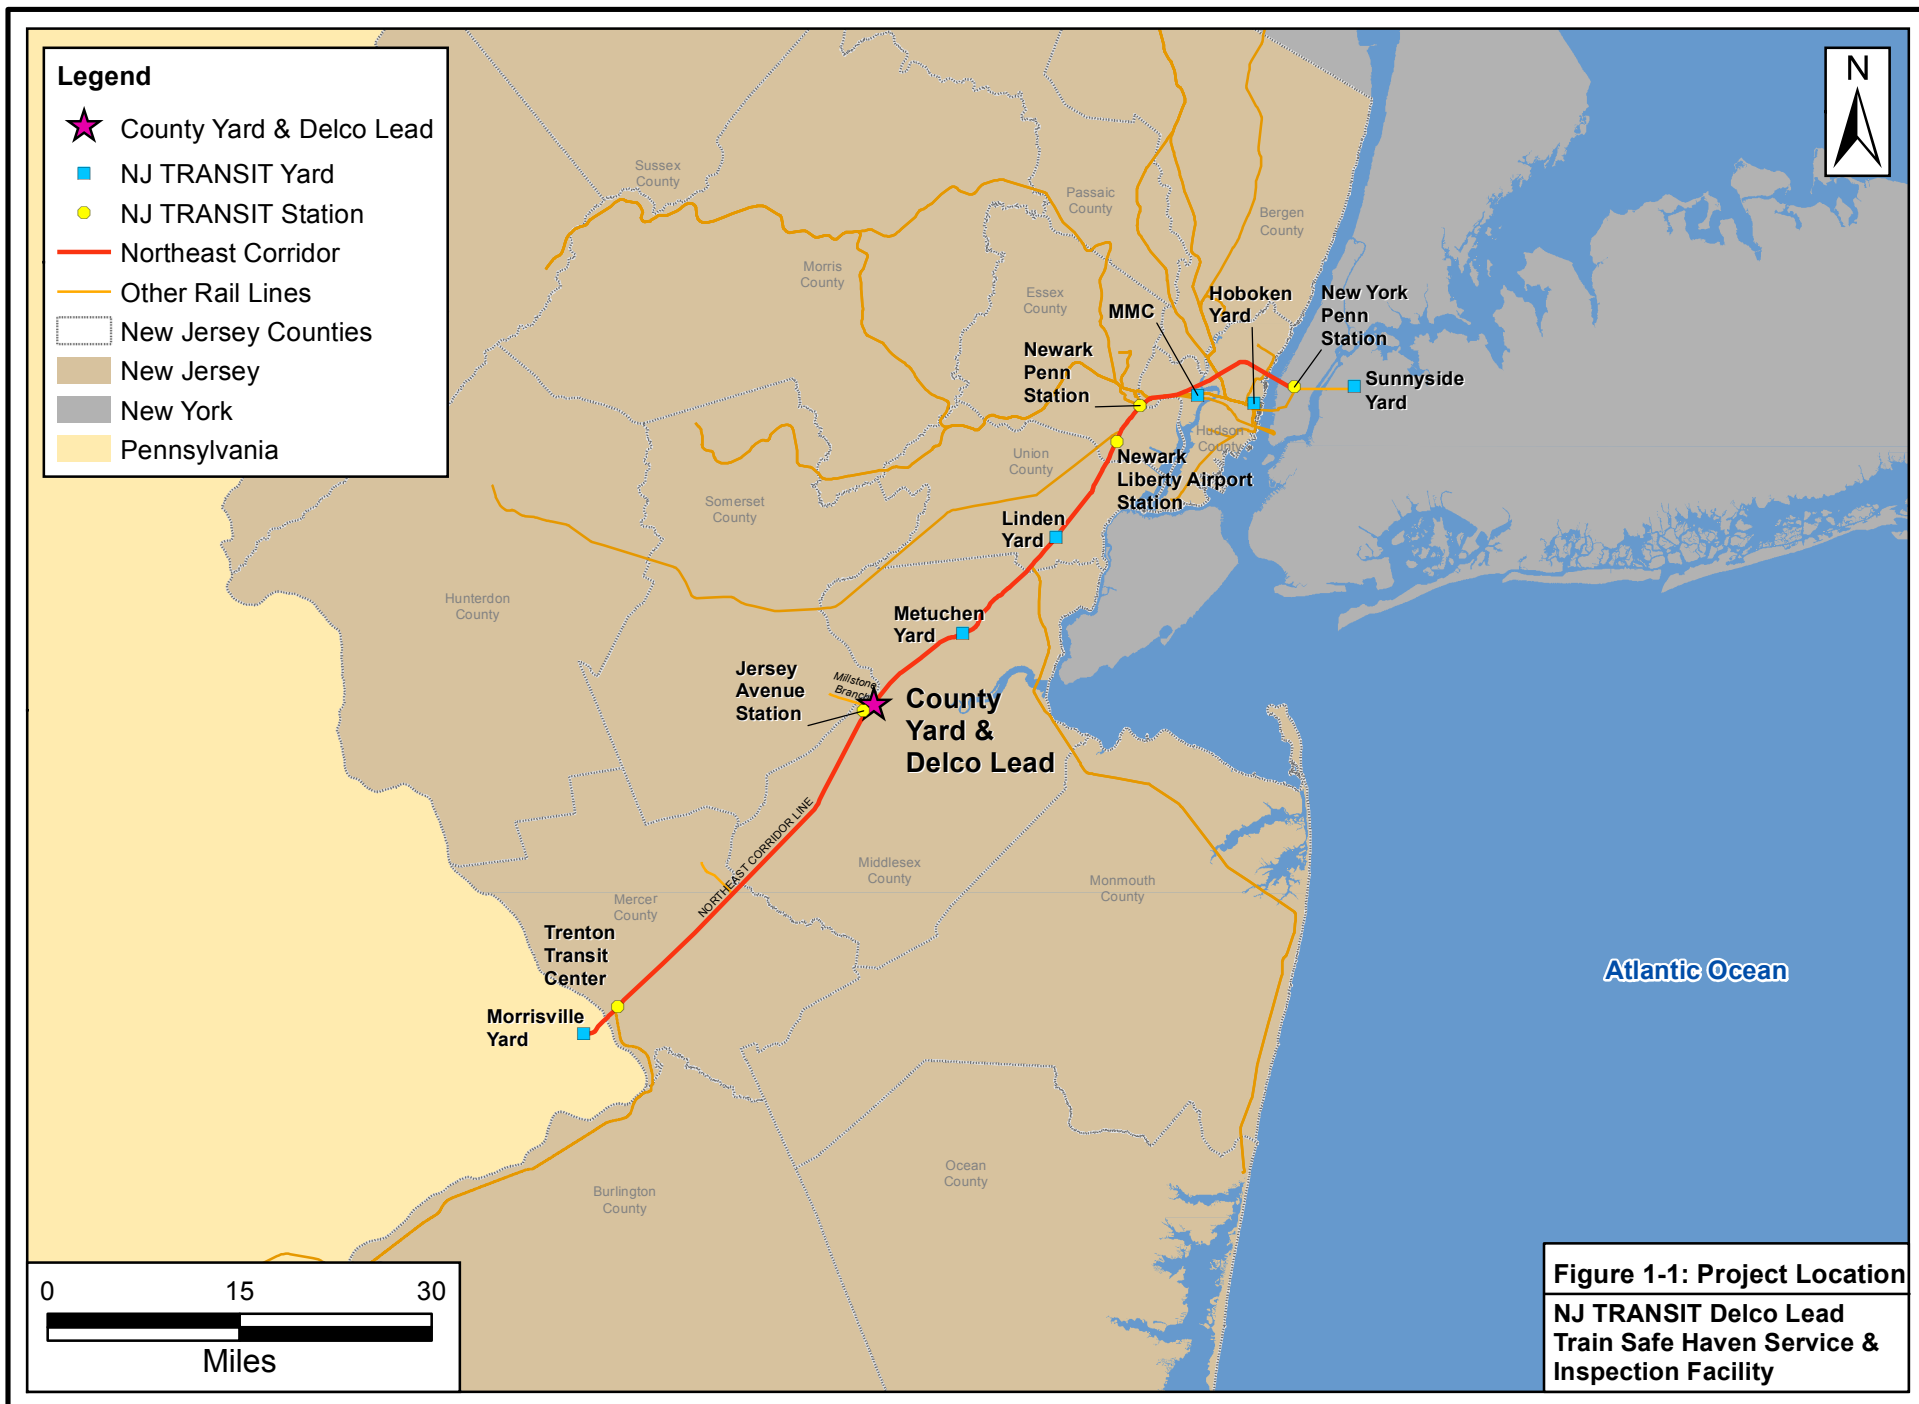 Legend
County Yard & Delco Lead
NJ TRANSIT Yard
NJ TRANSIT Station
Northeast Corridor
Other Rail Lines
New Jersey Counties
New Jersey
New York
Pennsylvania
N
Sussex
County
Passaic
County
Bergen
County
Morris
County
Essex
County
MMC
Hoboken
Yard
New York
Penn
Station
Newark
Penn
Station
Sunnyside
Yard
Hudson
County
Union
County
Newark
Liberty Airport
Station
Somerset
County
Linden
Yard
Hunterdon
County
Metuchen
Yard
Jersey
Avenue
Station
Millstone
Branch
County
Yard &
Delco Lead
NORTHEAST CORRIDOR LINE
Middlesex
County
Monmouth
County
Mercer
County
Trenton
Transit
Center
Morrisville
Yard
Atlantic Ocean
Ocean
County
Burlington
County
0 15 30
Miles
Figure 1-1: Project Location
NJ TRANSIT Delco Lead
Train Safe Haven Service &
Inspection Facility